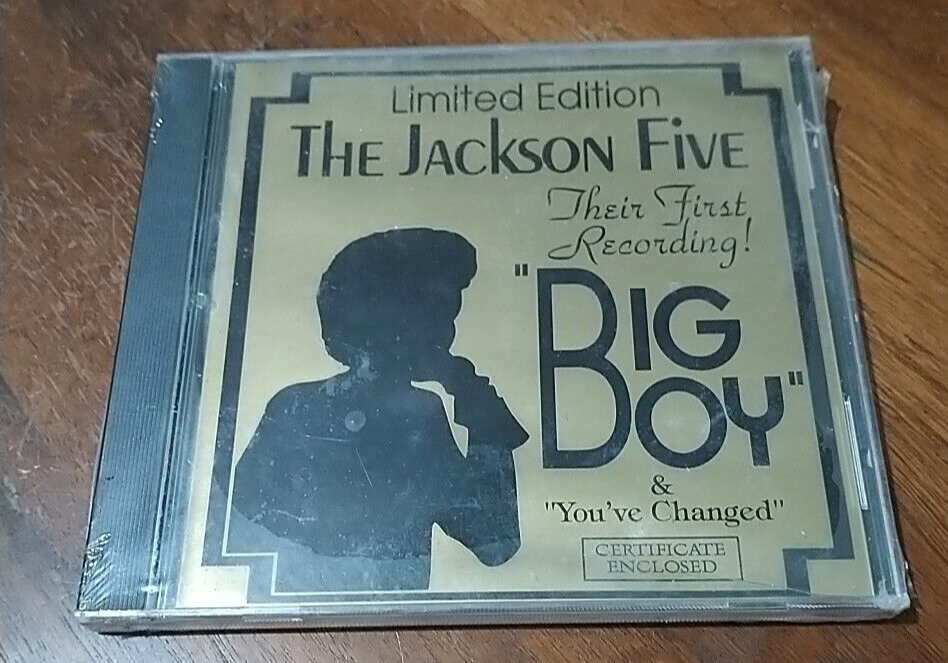 Limited Edition
THE JACKSON FIVE
Their First
Recording!
"BIG
BOY"
&
"You've Changed"
CERTIFICATE
ENCLOSED